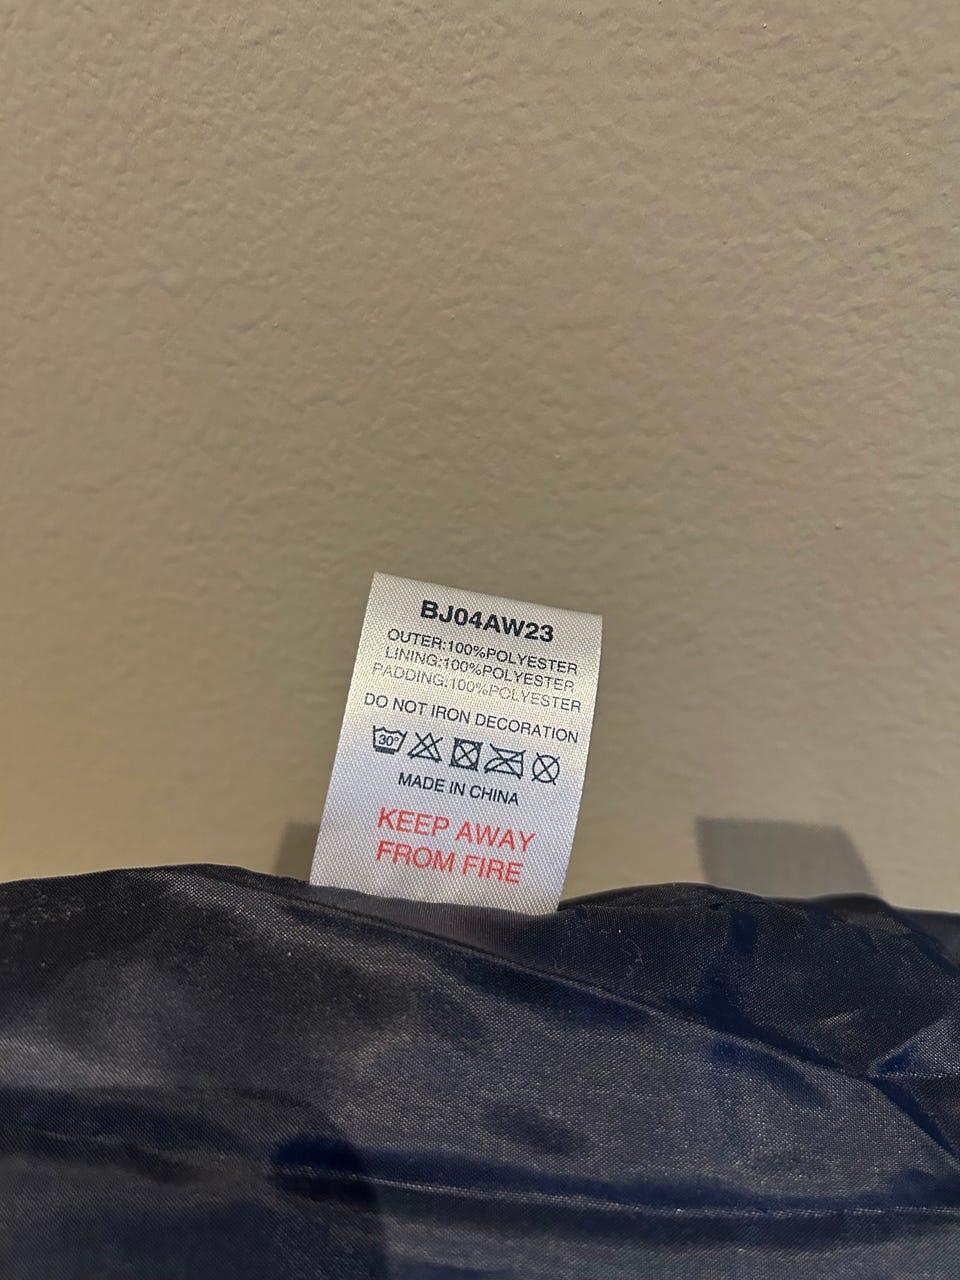 BJ04AW23
OUTER:100%POLYESTER
LINING:100%POLYESTER
PADDING:100%POLYESTER
DO NOT IRON DECORATION
30°
MADE IN CHINA
KEEP AWAY
FROM FIRE